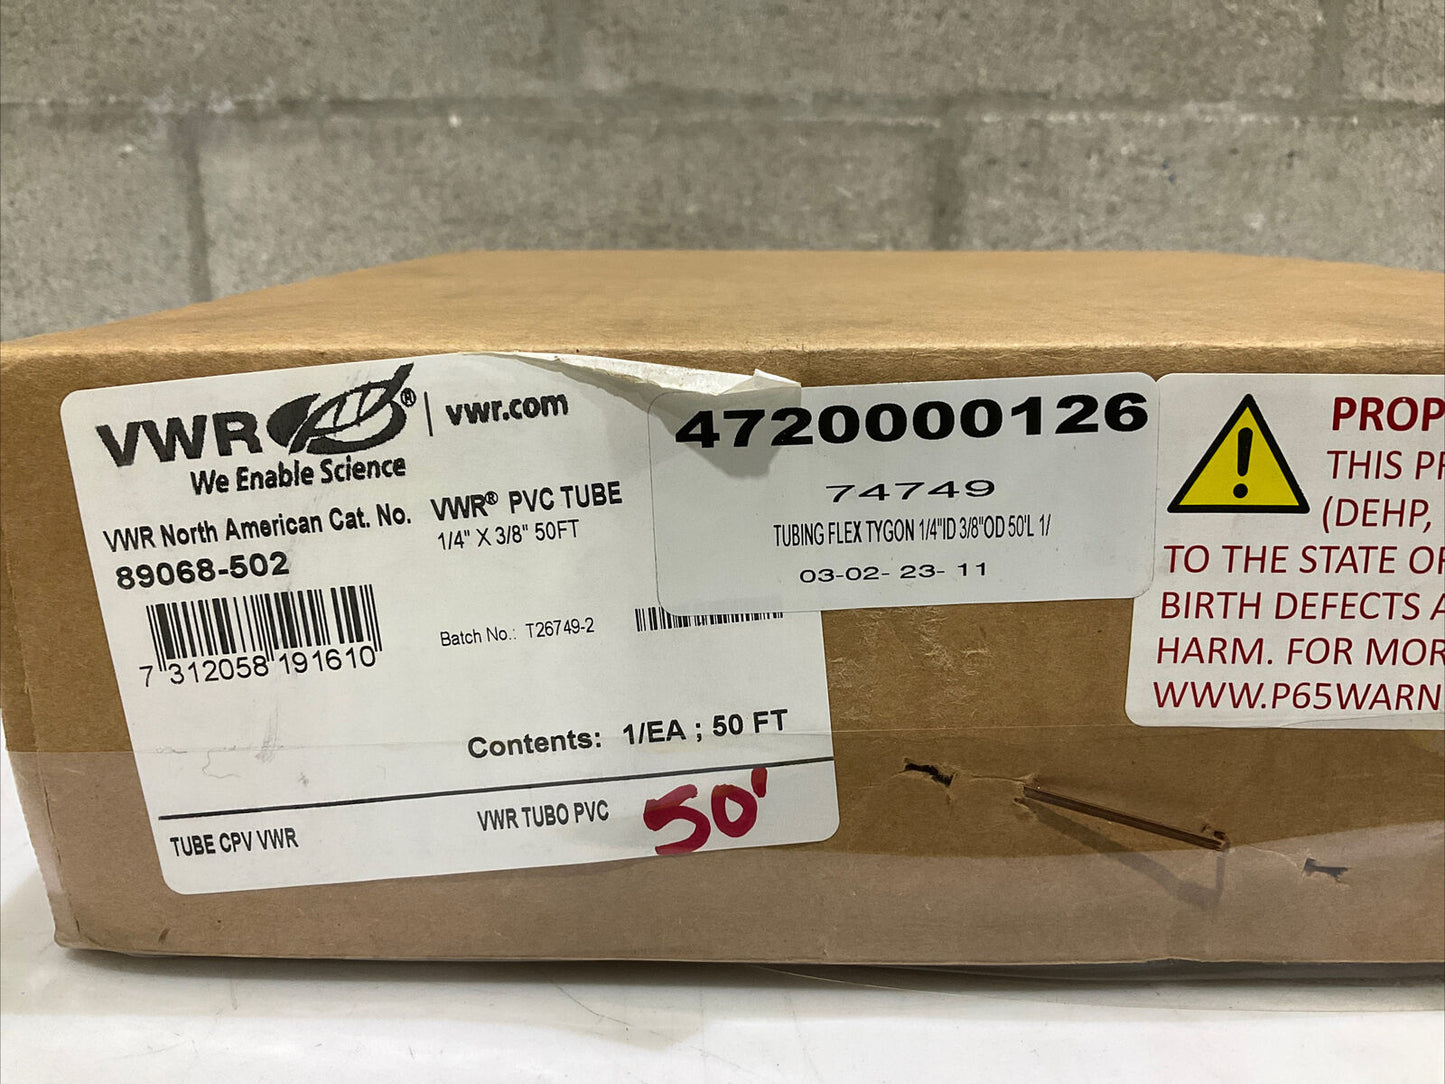 VWR® | vwr.com
We Enable Science
VWR North American Cat. No.
89068-502
VWR® PVC TUBE
1/4" X 3/8" 50FT
7 312058 191610
Batch No.: T26749-2
Contents: 1/EA ; 50 FT
TUBE CPV VWR
VWR TUBO PVC
50'
4720000126
74749
TUBING FLEX TYGON 1/4"ID 3/8"OD 50'L 1/
03-02- 23- 11
PROP
THIS PR
(DEHP,
TO THE STATE OF
BIRTH DEFECTS A
HARM. FOR MOR
WWW.P65WARN